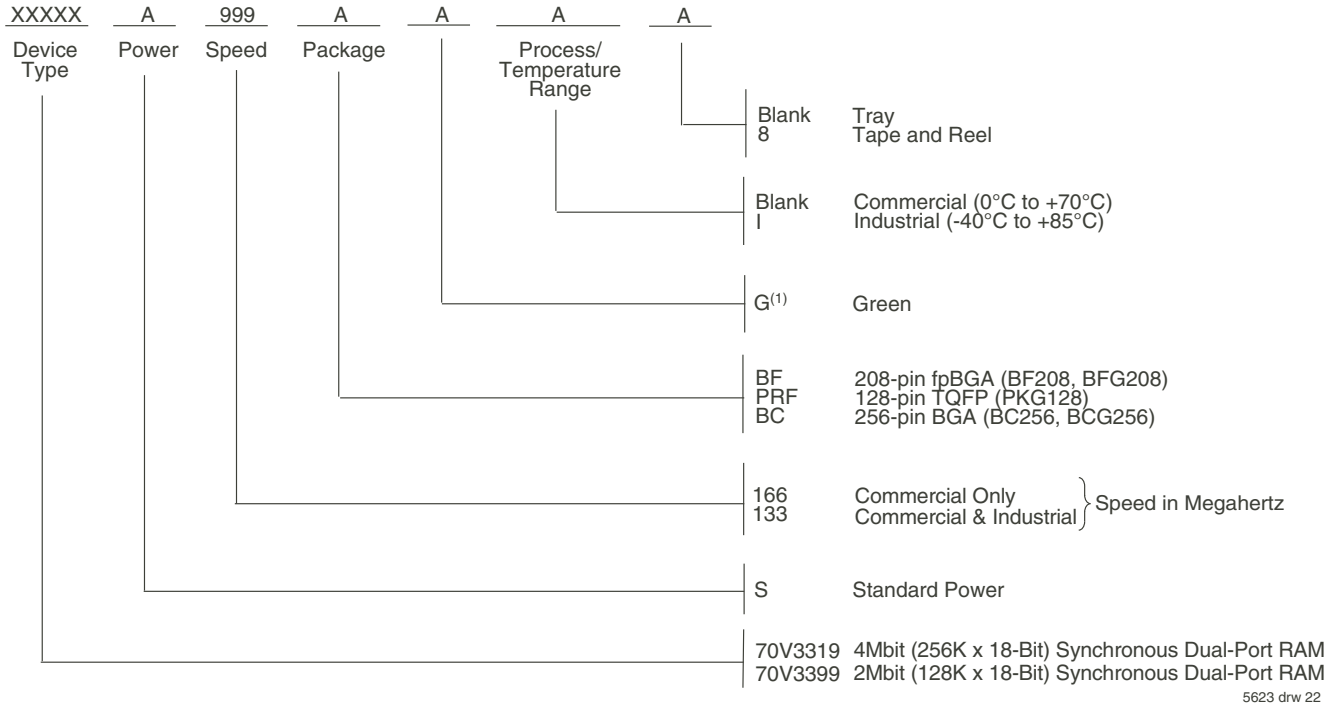 XXXXX A 999 A A A A
Device Type Power Speed Package Process/ Temperature Range
Blank Tray
8 Tape and Reel
Blank Commercial (0°C to +70°C)
I Industrial (-40°C to +85°C)
G(1) Green
BF 208-pin fpBGA (BF208, BFG208)
PRF 128-pin TQFP (PKG128)
BC 256-pin BGA (BC256, BCG256)
166 Commercial Only
133 Commercial & Industrial
Speed in Megahertz
S Standard Power
70V3319 4Mbit (256K x 18-Bit) Synchronous Dual-Port RAM
70V3399 2Mbit (128K x 18-Bit) Synchronous Dual-Port RAM
5623 drw 22